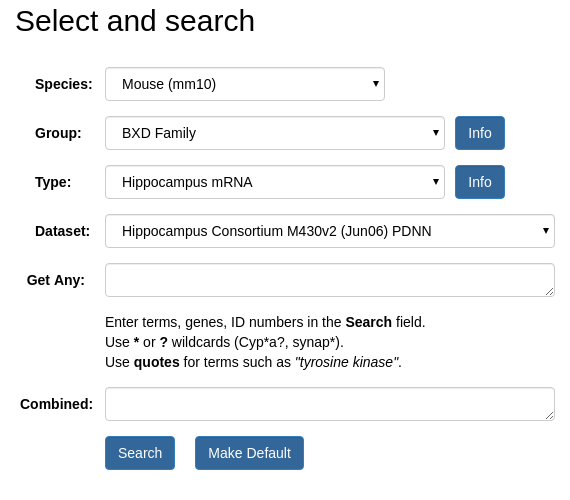 Select and search
Species: Mouse (mm10)
Group: BXD Family Info
Type: Hippocampus mRNA Info
Dataset: Hippocampus Consortium M430v2 (Jun06) PDNN
Get Any:
Enter terms, genes, ID numbers in the Search field.
Use * or ? wildcards (Cyp*a?, synap*).
Use quotes for terms such as "tyrosine kinase".
Combined:
Search Make Default